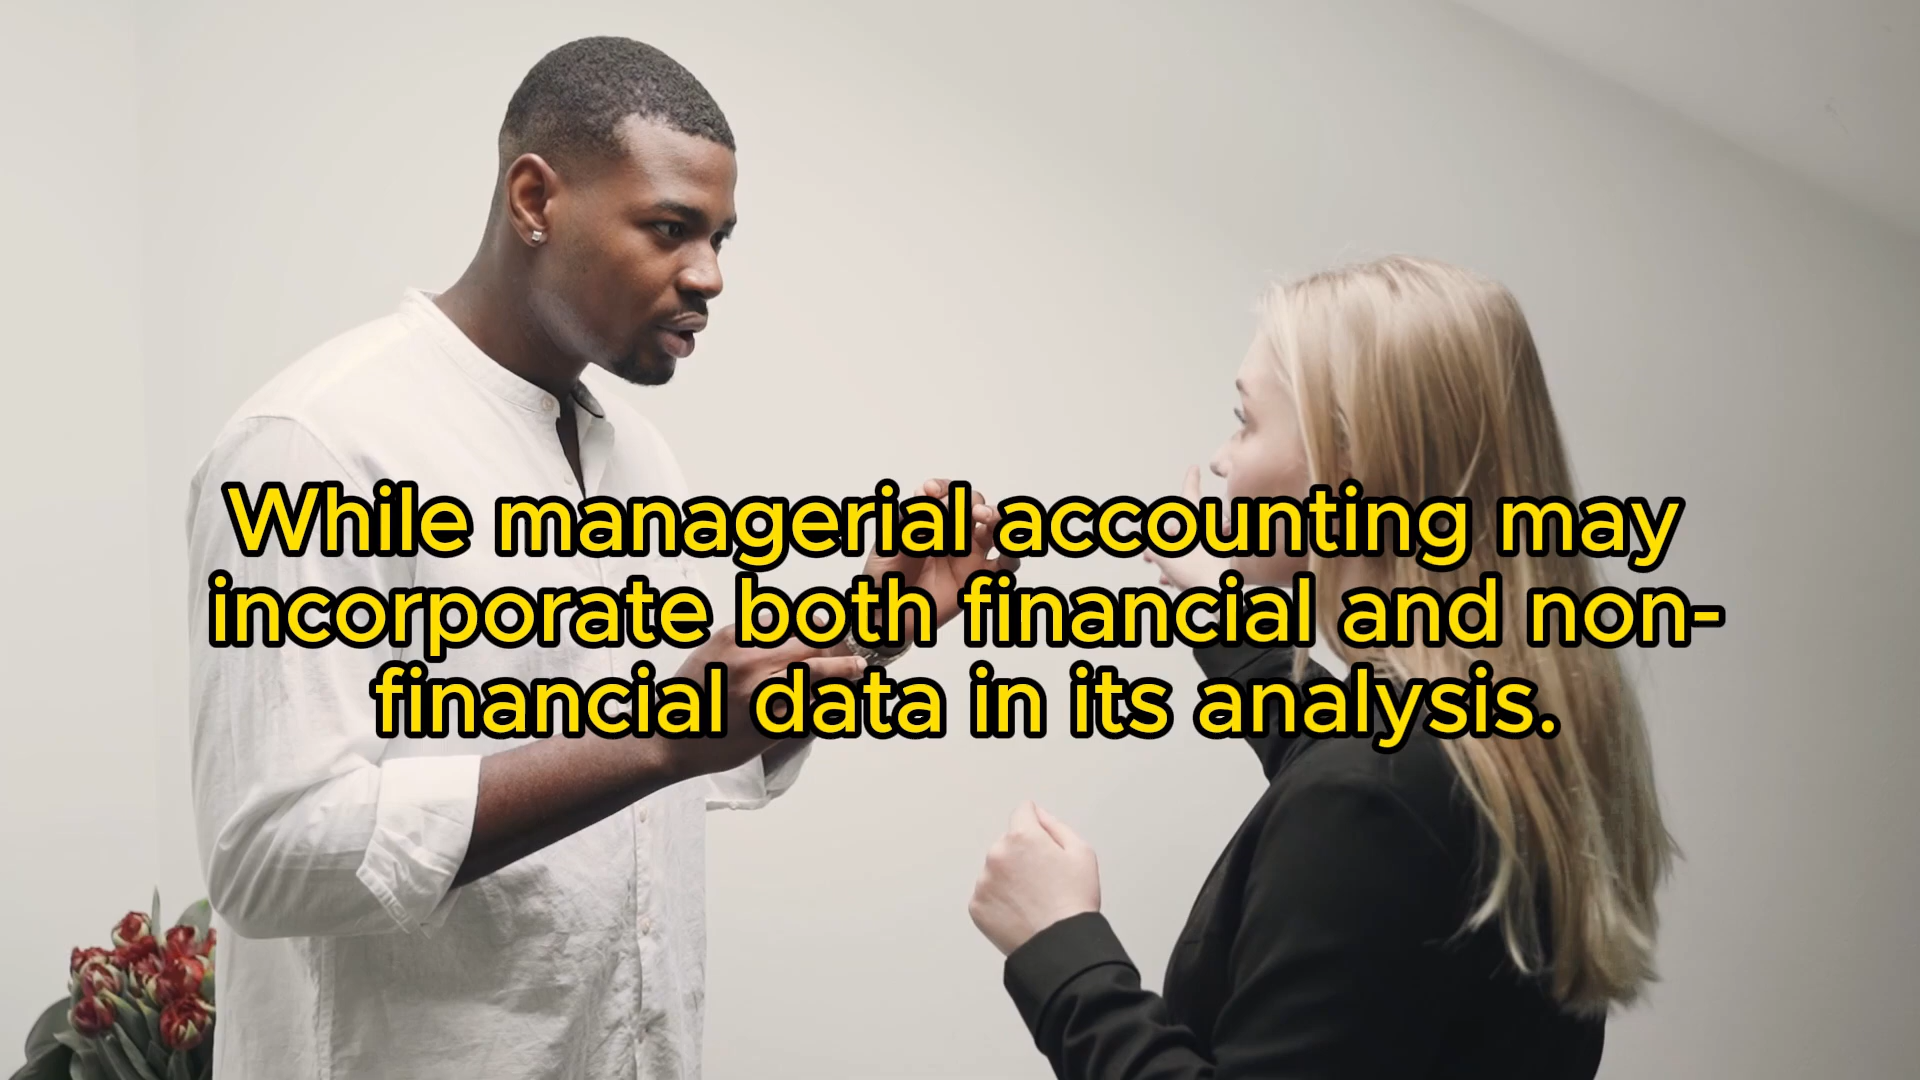 While managerial accounting may
incorporate both financial and non-
financial data in its analysis.